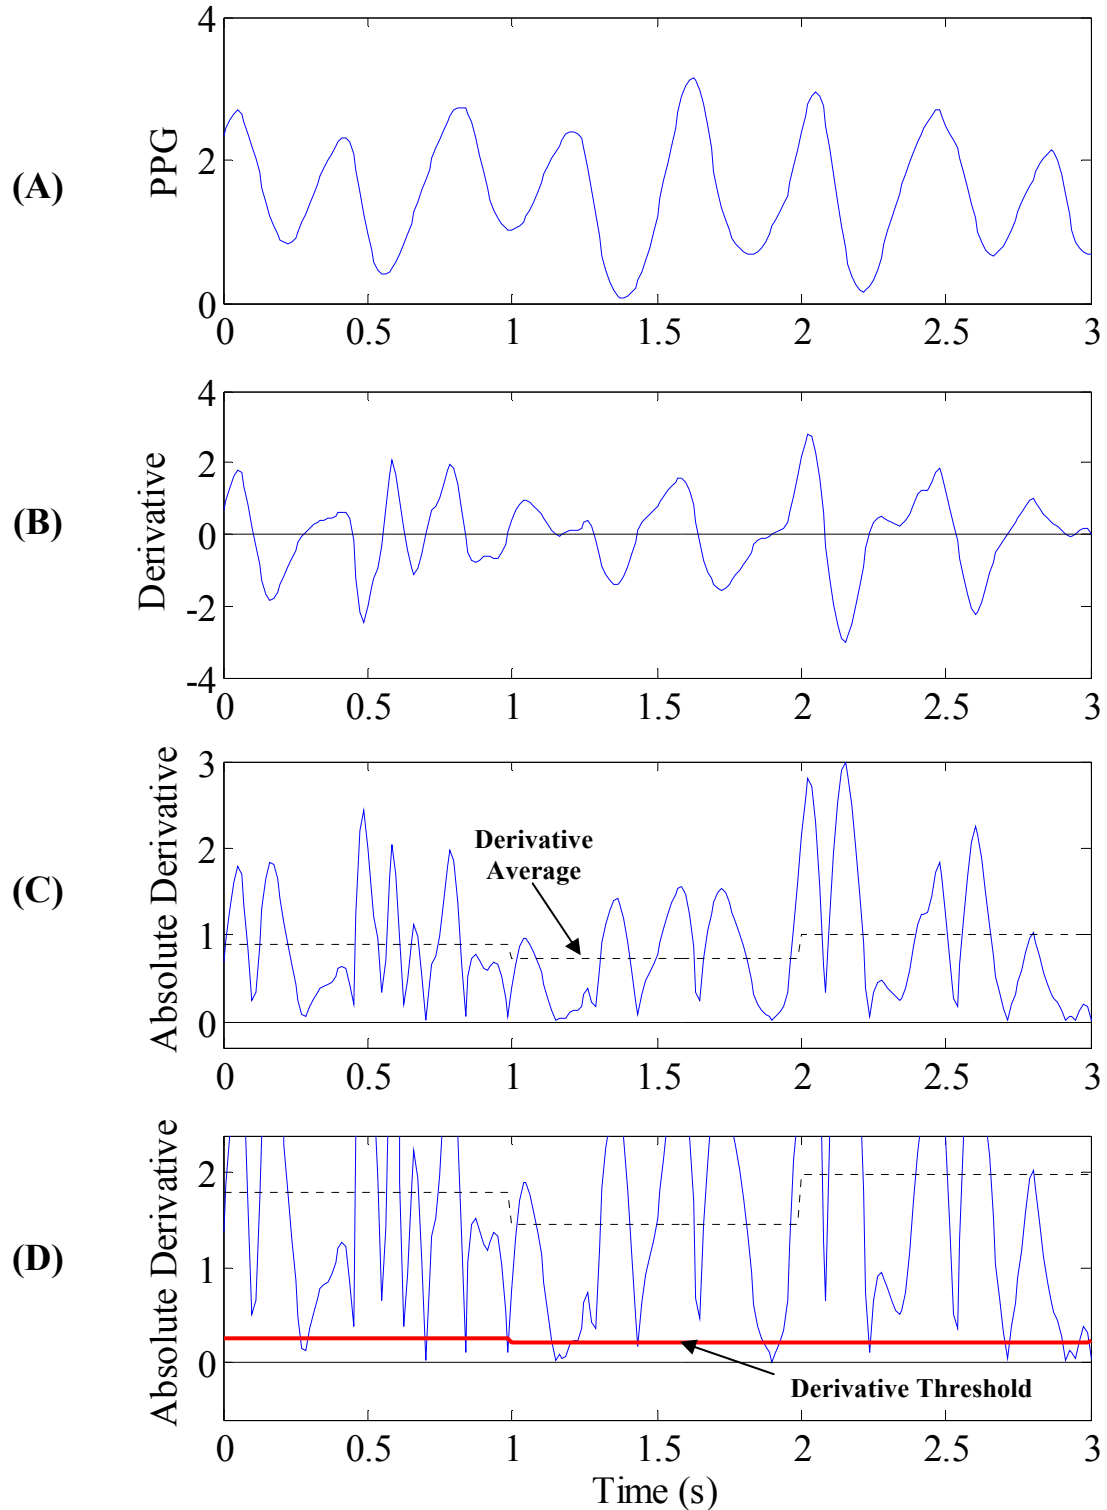 (A)
PPG
4
2
0
0 0.5 1 1.5 2 2.5 3
(B)
Derivative
4
2
0
-2
-4
0 0.5 1 1.5 2 2.5 3
(C)
Absolute Derivative
3
2
1
0
Derivative
Average
0 0.5 1 1.5 2 2.5 3
(D)
Absolute Derivative
2
1
0
Derivative Threshold
0 0.5 1 1.5 2 2.5 3
Time (s)